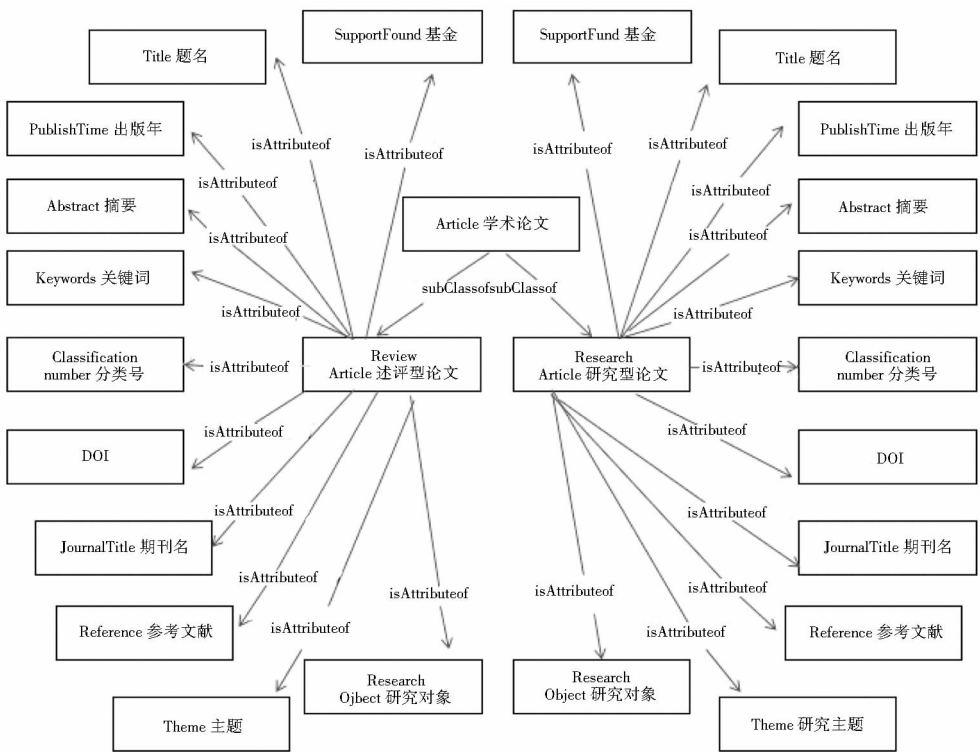 SupportFound 基金
SupportFund 基金
Title 题名
Title 题名
PublishTime 出版年
isAttributeof
isAttributeof
isAttributeof
isAttributeof
PublishTime 出版年
isAttributeof
isAttributeof
Abstract 摘要
Article 学术论文
Abstract 摘要
isAttributeof
isAttributeof
Keywords 关键词
subClassofsubClassof
Keywords 关键词
isAttributeof
isAttributeof
Classification
number 分类号
isAttributeof
Review
Article 述评型论文
Research
Article 研究型论文
isAttributeof
Classification
number 分类号
isAttributeof
isAttributeof
DOI
DOI
isAttributeof
isAttributeof
JournalTitle 期刊名
JournalTitle 期刊名
isAttributeof
isAttributeof
isAttributeof
isAttributeof
Reference 参考文献
isAttributeof
isAttributeof
Reference 参考文献
Research
Ojbect 研究对象
Research
Object 研究对象
Theme 主题
Theme 研究主题